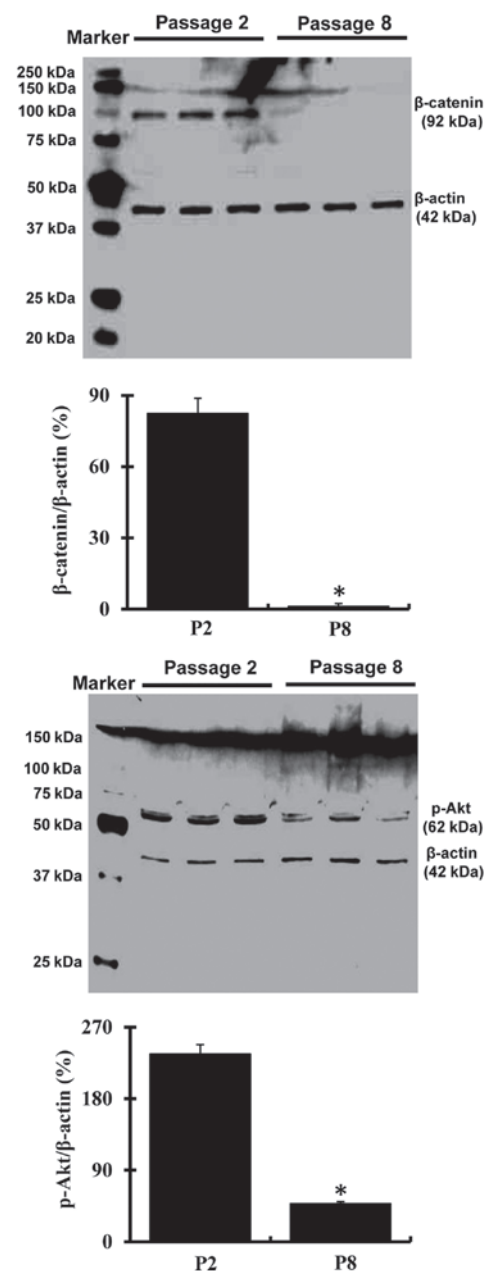 Passage 2 Passage 8
Marker
250 kDa
150 kDa
100 kDa
75 kDa
50 kDa
37 kDa
25 kDa
20 kDa
β-catenin
(92 kDa)
β-actin
(42 kDa)
β-catenin/β-actin (%)
90
60
30
0
*
P2 P8
Passage 2 Passage 8
Marker
150 kDa
100 kDa
75 kDa
50 kDa
37 kDa
25 kDa
p-Akt
(62 kDa)
β-actin
(42 kDa)
p-Akt/β-actin (%)
270
180
90
0
*
P2 P8